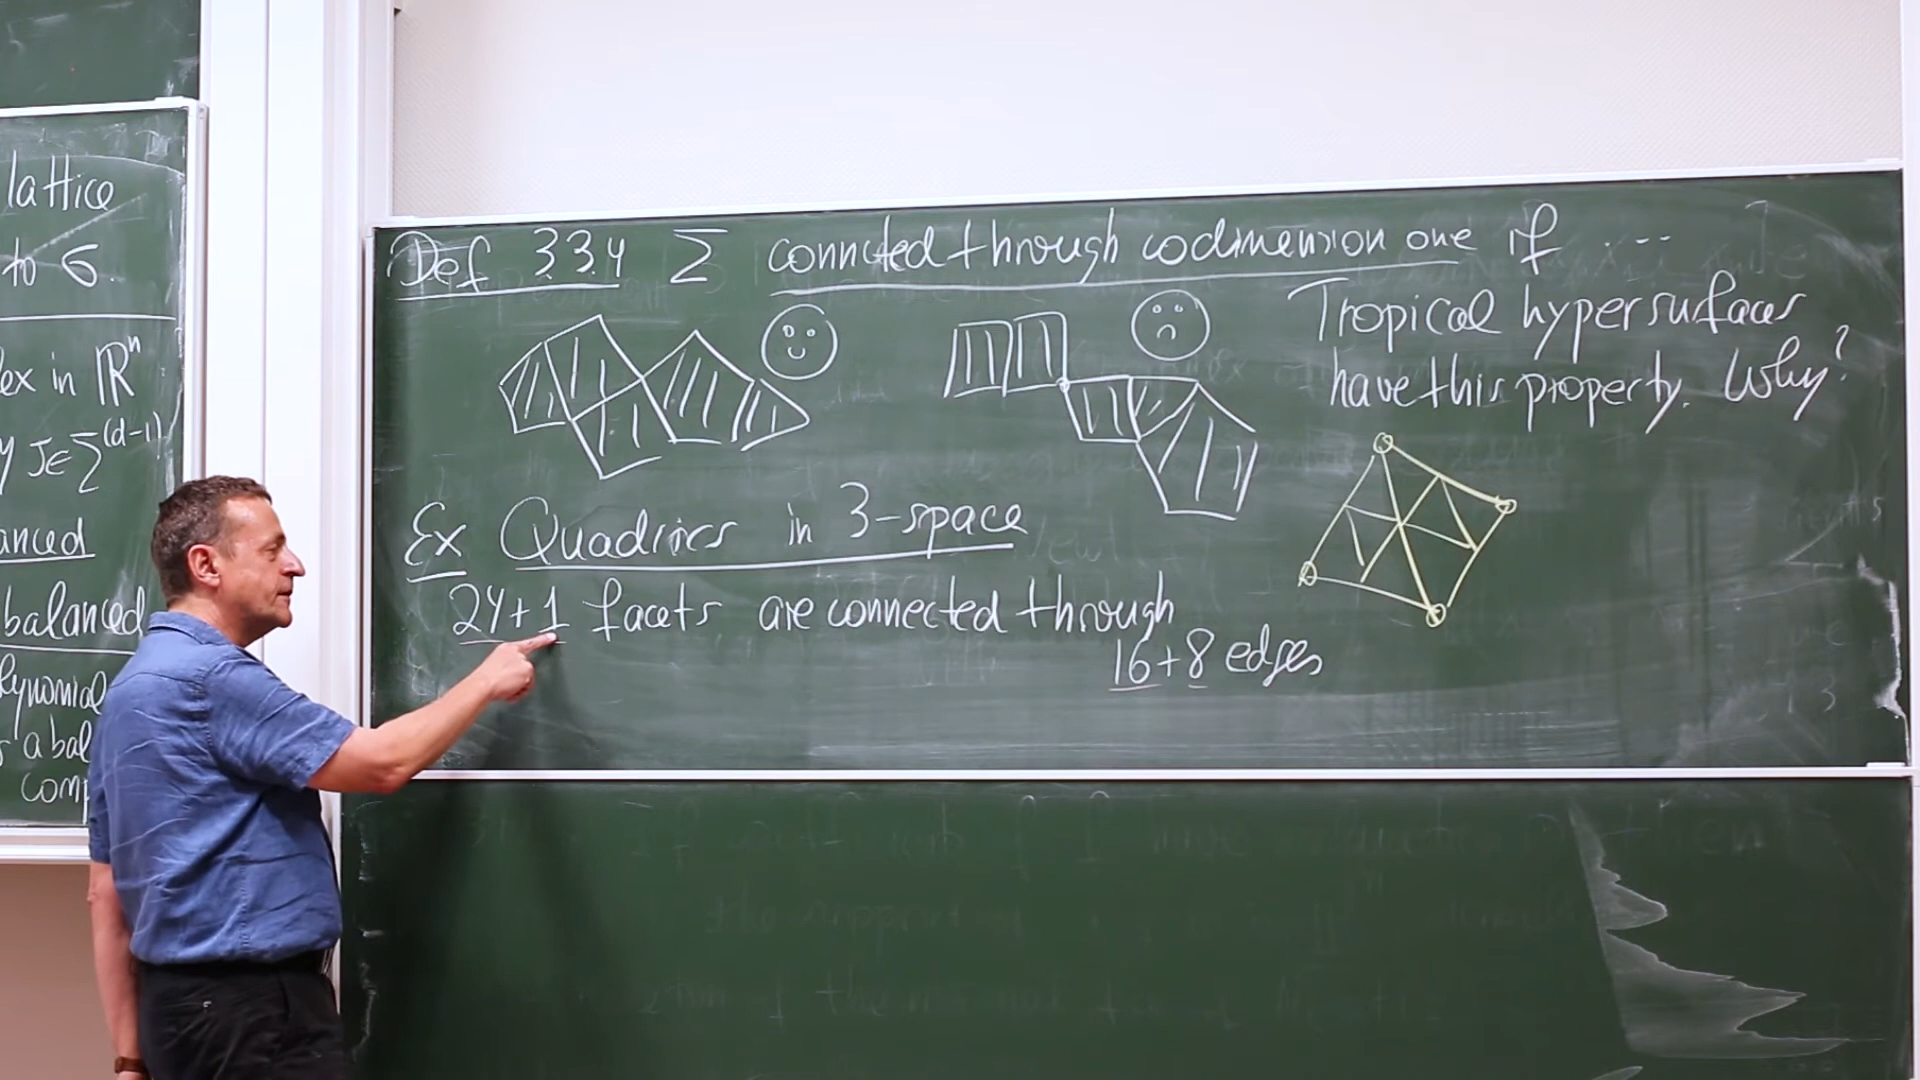 lattice
to σ.
lex in ℝⁿ
y J∈Σ^(d-1)
anced
balanced
lynomial
s a bal
comp
Def 3.3.4 Σ conncted through codimension one if ...
Tropical hypersurfaces
have this property. Why?
Ex Quadrics in 3-space
24+1 facets are connected through
16+8 edges